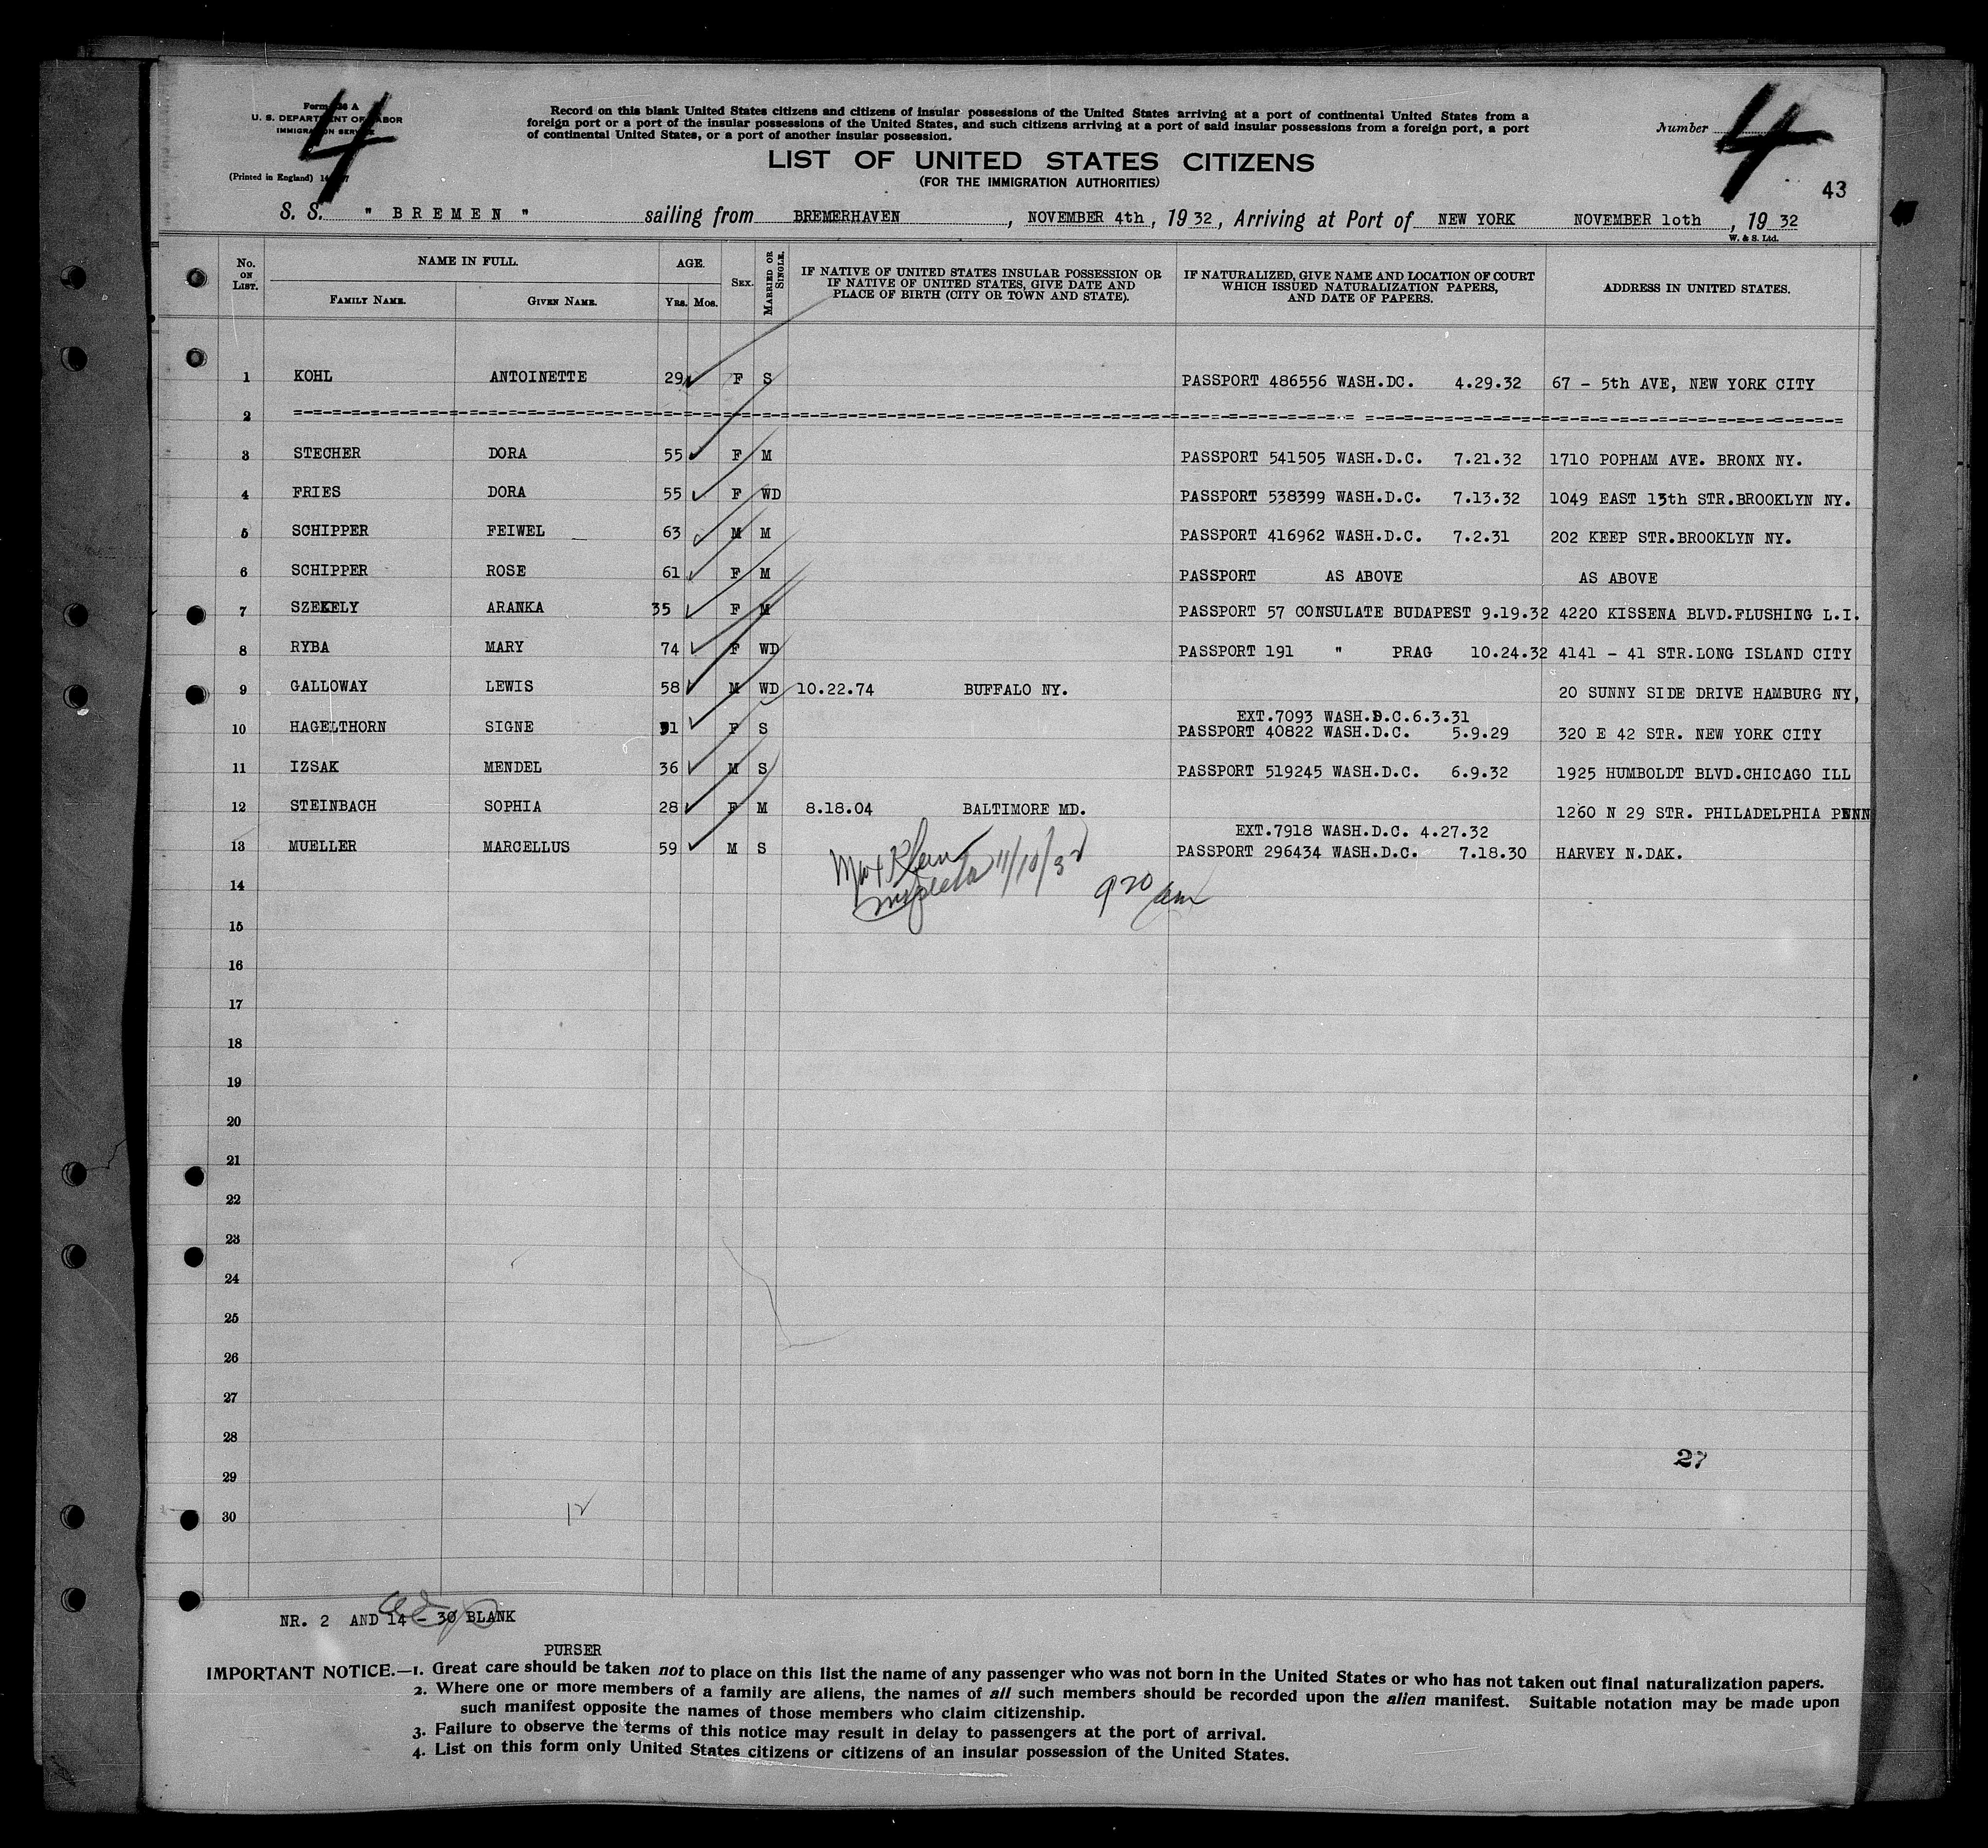 Form 6 A
U. S. DEPARTMENT OF LABOR
IMMIGRATION SERVICE
(Printed in England)
4
Record on this blank United States citizens and citizens of insular possessions of the United States arriving at a port of continental United States from a
foreign port or a port of the insular possessions of the United States, and such citizens arriving at a port of said insular possessions from a foreign port, a port
of continental United States, or a port of another insular possession.
LIST OF UNITED STATES CITIZENS
(FOR THE IMMIGRATION AUTHORITIES)
Number
4
43
S. S. " BREMEN " sailing from BREMERHAVEN, NOVEMBER 4th, 19 32, Arriving at Port of NEW YORK NOVEMBER 1oth, 19 32
W. & S. Ltd.
No. ON LIST. NAME IN FULL. FAMILY NAME. GIVEN NAME. AGE. YRS. MOS. SEX. MARRIED OR SINGLE. IF NATIVE OF UNITED STATES INSULAR POSSESSION OR IF NATIVE OF UNITED STATES, GIVE DATE AND PLACE OF BIRTH (CITY OR TOWN AND STATE). IF NATURALIZED, GIVE NAME AND LOCATION OF COURT WHICH ISSUED NATURALIZATION PAPERS, AND DATE OF PAPERS. ADDRESS IN UNITED STATES.
1 KOHL ANTOINETTE 29 F S PASSPORT 486556 WASH.DC. 4.29.32 67 - 5th AVE, NEW YORK CITY
2
3 STECHER DORA 55 F M PASSPORT 541505 WASH.D.C. 7.21.32 1710 POPHAM AVE. BRONX NY.
4 FRIES DORA 55 F WD PASSPORT 538399 WASH.D.C. 7.13.32 1049 EAST 13th STR.BROOKLYN NY.
5 SCHIPPER FEIWEL 63 M M PASSPORT 416962 WASH.D.C. 7.2.31 202 KEEP STR.BROOKLYN NY.
6 SCHIPPER ROSE 61 F M PASSPORT AS ABOVE AS ABOVE
7 SZEKELY ARANKA 35 F M PASSPORT 57 CONSULATE BUDAPEST 9.19.32 4220 KISSENA BLVD.FLUSHING L.I.
8 RYBA MARY 74 F WD PASSPORT 191 " PRAG 10.24.32 4141 - 41 STR.LONG ISLAND CITY
9 GALLOWAY LEWIS 58 M WD 10.22.74 BUFFALO NY. 20 SUNNY SIDE DRIVE HAMBURG NY,
EXT.7093 WASH.D.C.6.3.31
10 HAGELTHORN SIGNE 31 F S PASSPORT 40822 WASH.D.C. 5.9.29 320 E 42 STR. NEW YORK CITY
11 IZSAK MENDEL 36 M S PASSPORT 519245 WASH.D.C. 6.9.32 1925 HUMBOLDT BLVD.CHICAGO ILL
12 STEINBACH SOPHIA 28 F M 8.18.04 BALTIMORE MD. 1260 N 29 STR. PHILADELPHIA PENN
EXT.7918 WASH.D.C. 4.27.32
13 MUELLER MARCELLUS 59 M S PASSPORT 296434 WASH.D.C. 7.18.30 HARVEY N.DAK.
Max Klein
Inspector 11/10/32
9 20 am
14
15
16
17
18
19
20
21
22
23
24
25
26
27
28
27
29
30
12
NR. 2 AND 14 - 30 BLANK
PURSER
IMPORTANT NOTICE.—1. Great care should be taken not to place on this list the name of any passenger who was not born in the United States or who has not taken out final naturalization papers.
2. Where one or more members of a family are aliens, the names of all such members should be recorded upon the alien manifest. Suitable notation may be made upon
such manifest opposite the names of those members who claim citizenship.
3. Failure to observe the terms of this notice may result in delay to passengers at the port of arrival.
4. List on this form only United States citizens or citizens of an insular possession of the United States.